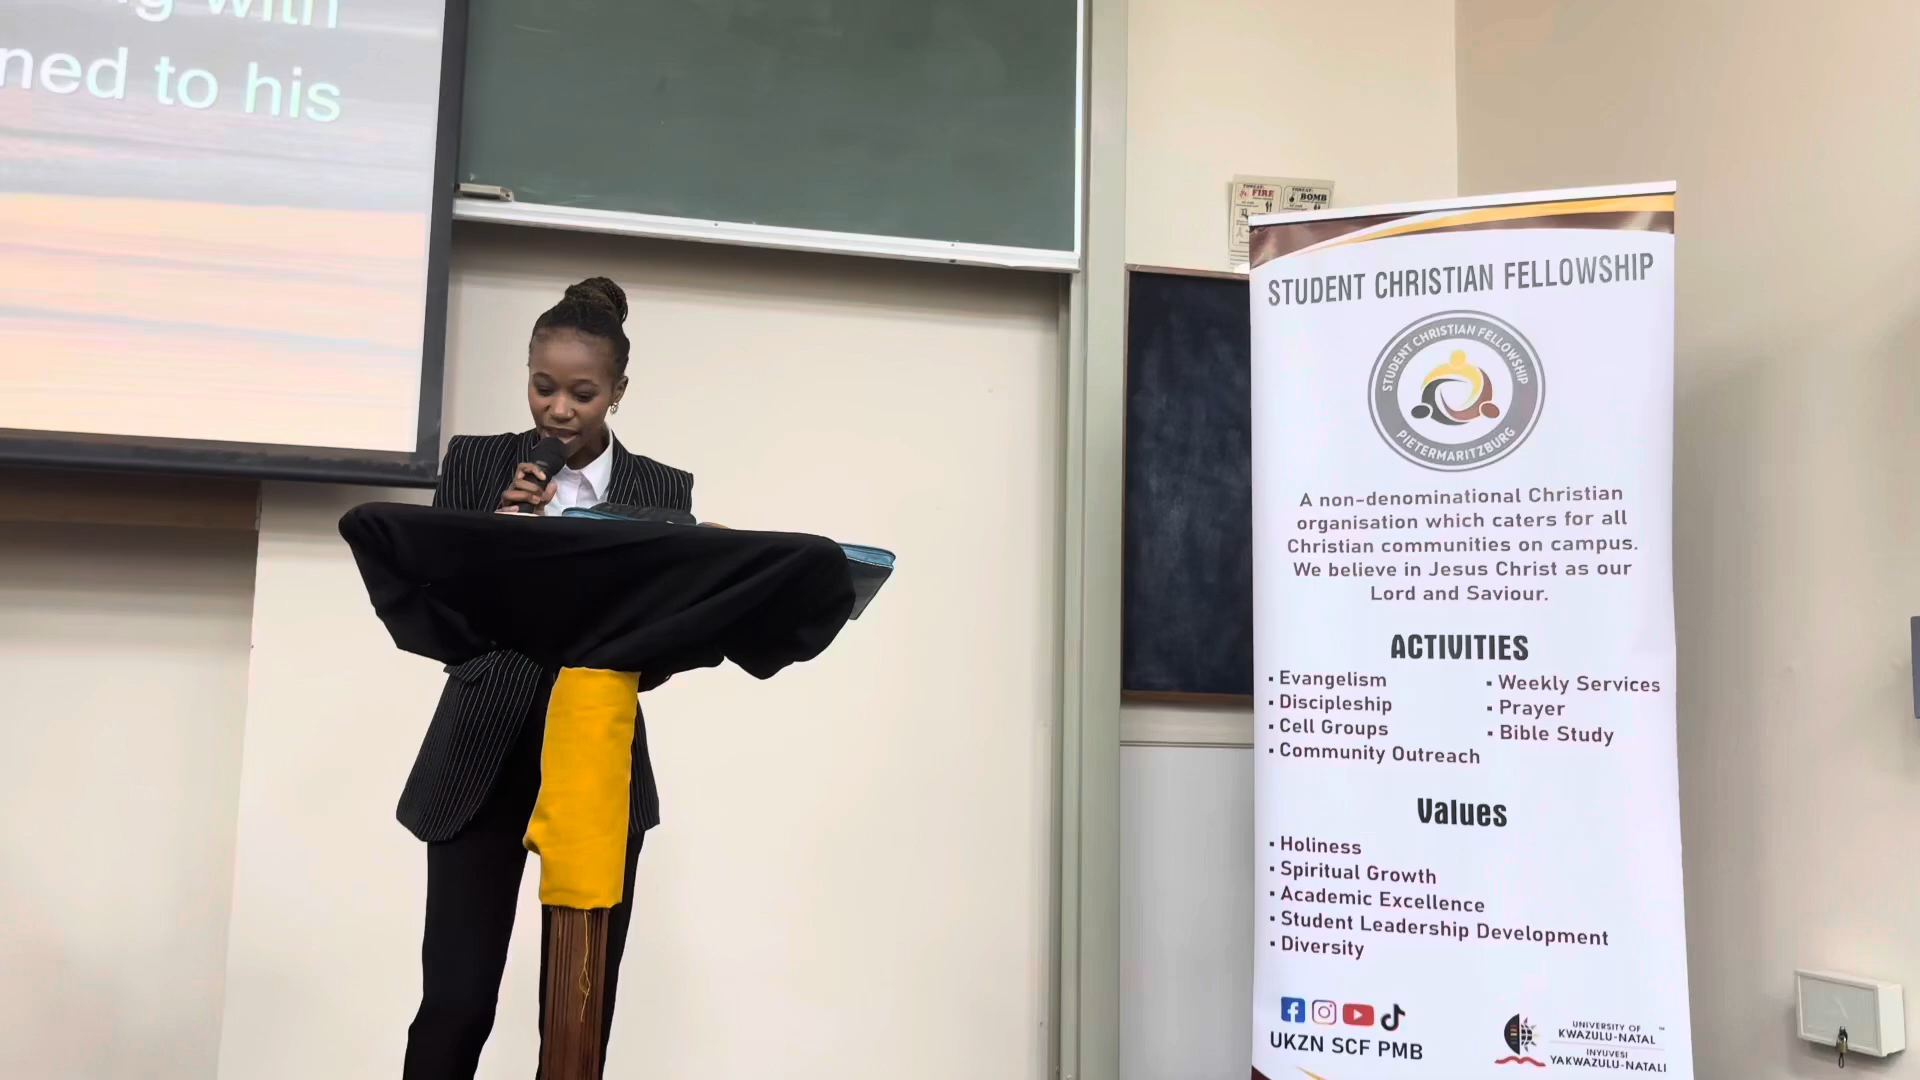 with
to his
FIRE
BOMB
STUDENT CHRISTIAN FELLOWSHIP
STUDENT CHRISTIAN FELLOWSHIP
PIETERMARITZBURG
A non-denominational Christian
organisation which caters for all
Christian communities on campus.
We believe in Jesus Christ as our
Lord and Saviour.
ACTIVITIES
▪ Evangelism
▪ Discipleship
▪ Cell Groups
▪ Community Outreach
▪ Weekly Services
▪ Prayer
▪ Bible Study
Values
▪ Holiness
▪ Spiritual Growth
▪ Academic Excellence
▪ Student Leadership Development
▪ Diversity
UKZN SCF PMB
UNIVERSITY OF ™
KWAZULU-NATAL
INYUVESI
YAKWAZULU-NATALI